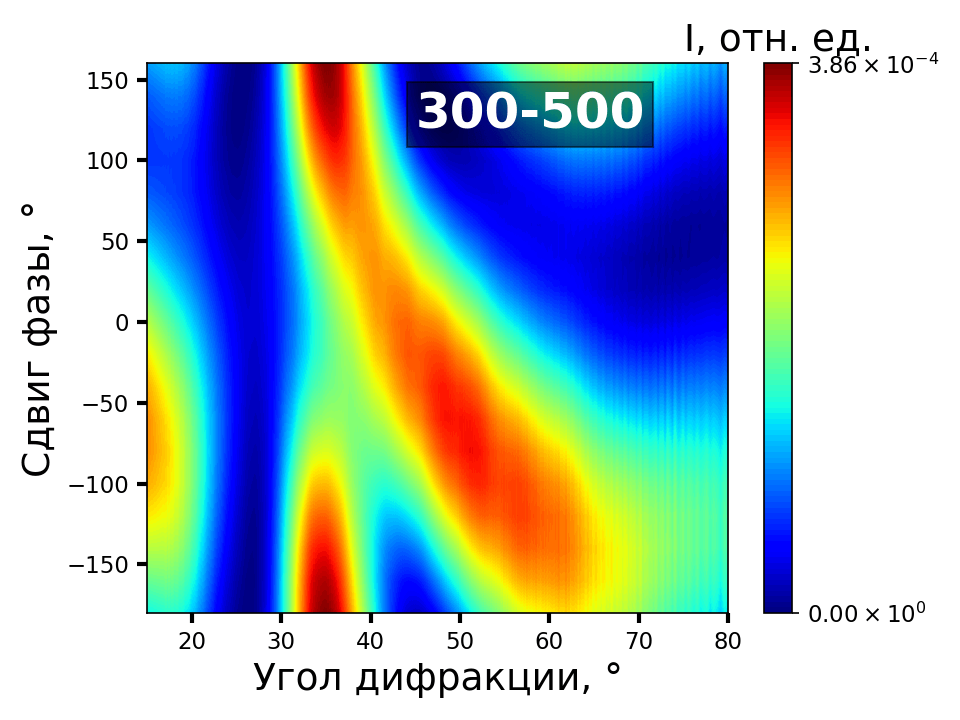 I, отн. ед.
3.86 × 10⁻⁴
300-500
150
100
50
0
−50
−100
−150
Сдвиг фазы, °
0.00 × 10⁰
20 30 40 50 60 70 80
Угол дифракции, °